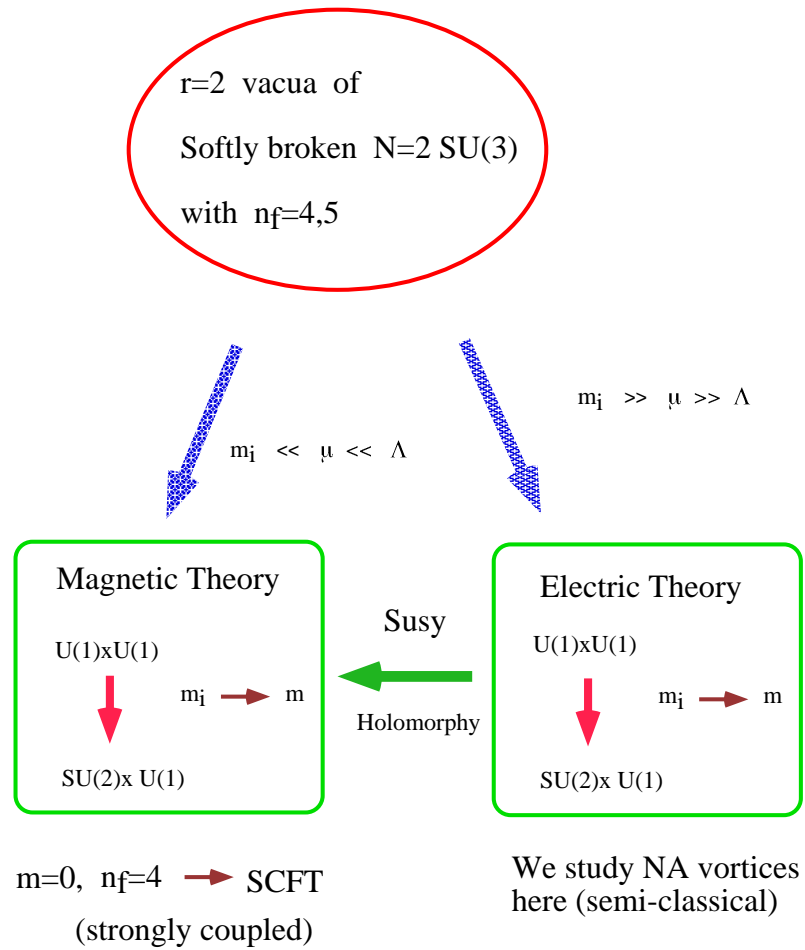 r=2 vacua of
Softly broken N=2 SU(3)
with nf=4,5
mi >> μ >> Λ
mi << μ << Λ
Magnetic Theory
U(1)xU(1)
mi m
SU(2)x U(1)
Susy
Holomorphy
Electric Theory
U(1)xU(1)
mi m
SU(2)x U(1)
m=0, nf=4 SCFT
(strongly coupled)
We study NA vortices
here (semi-classical)